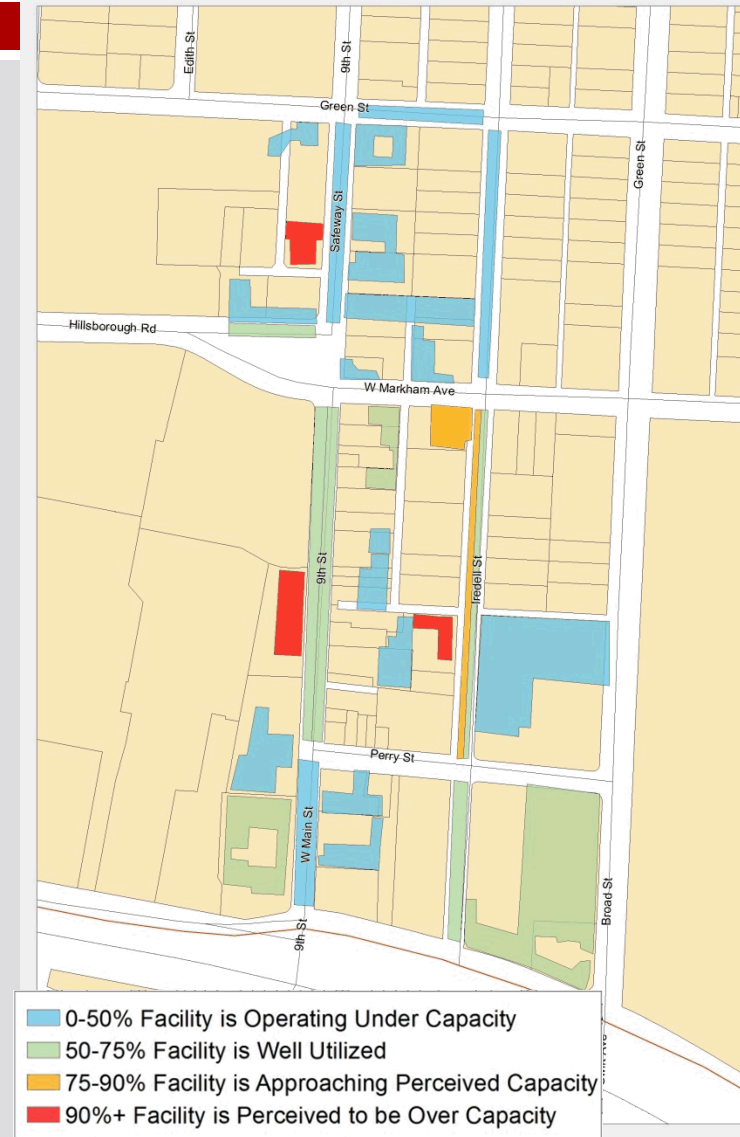 Edith St
9th St
Green St
Green St
Safeway St
Hillsborough Rd
W Markham Ave
9th St
Iredell St
Perry St
W Main St
Broad St
9th St
0-50% Facility is Operating Under Capacity
50-75% Facility is Well Utilized
75-90% Facility is Approaching Perceived Capacity
90%+ Facility is Perceived to be Over Capacity